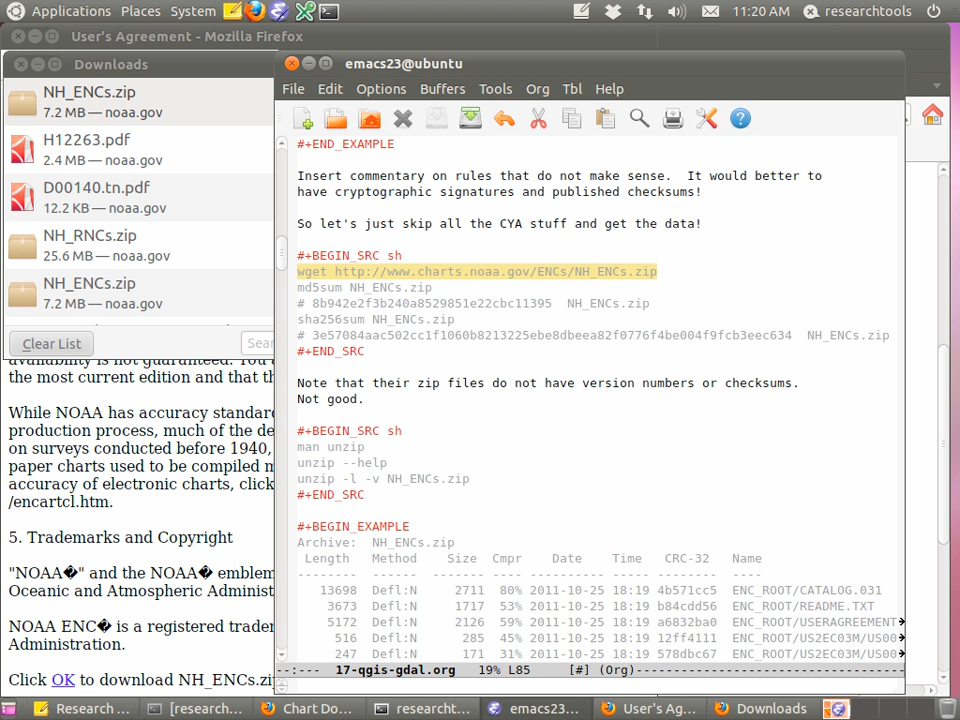 Applications Places System 11:20 AM researchtools
User's Agreement - Mozilla Firefox
Downloads
NH_ENCs.zip
7.2 MB — noaa.gov
H12263.pdf
2.4 MB — noaa.gov
D00140.tn.pdf
12.2 KB — noaa.gov
NH_RNCs.zip
25.6 MB — noaa.gov
NH_ENCs.zip
7.2 MB — noaa.gov
Clear List Sear
the most current edition and that th
While NOAA has accuracy standard
production process, much of the de
on surveys conducted before 1940,
paper charts used to be compiled m
accuracy of electronic charts, click
/encartcl.htm.
5. Trademarks and Copyright
"NOAA�" and the NOAA� emblem
Oceanic and Atmospheric Administ
NOAA ENC� is a registered trader
Administration.
Click OK to download NH_ENCs.zip
emacs23@ubuntu
File Edit Options Buffers Tools Org Tbl Help
#+END_EXAMPLE
Insert commentary on rules that do not make sense.  It would better to
have cryptographic signatures and published checksums!
So let's just skip all the CYA stuff and get the data!
#+BEGIN_SRC sh
wget http://www.charts.noaa.gov/ENCs/NH_ENCs.zip
md5sum NH_ENCs.zip
# 8b942e2f3b240a8529851e22cbc11395  NH_ENCs.zip
sha256sum NH_ENCs.zip
# 3e57084aac502cc1f1060b8213225ebe8dbeea82f0776f4be004f9fcb3eec634  NH_ENCs.zip
#+END_SRC
Note that their zip files do not have version numbers or checksums.
Not good.
#+BEGIN_SRC sh
man unzip
unzip --help
unzip -l -v NH_ENCs.zip
#+END_SRC
#+BEGIN_EXAMPLE
Archive:  NH_ENCs.zip
Length   Method    Size  Cmpr    Date    Time   CRC-32   Name
--------  ------  ------- ---- ---------- ----- --------  ----
13698  Defl:N     2711  80% 2011-10-25 18:19 4b571cc5  ENC_ROOT/CATALOG.031
3673  Defl:N     1717  53% 2011-10-25 18:19 b84cdd56  ENC_ROOT/README.TXT
5172  Defl:N     2126  59% 2011-10-25 18:19 a6832ba0  ENC_ROOT/USERAGREEMENT
516  Defl:N      285  45% 2011-10-25 18:19 12ff4111  ENC_ROOT/US2EC03M/US00
247  Defl:N      171  31% 2011-10-25 18:19 578dbc67  ENC_ROOT/US2EC03M/US00
-:---  17-qgis-gdal.org   19% L85    [#] (Org)
Research ... [research... Chart Do... researcht... emacs23... User's Ag... Downloads